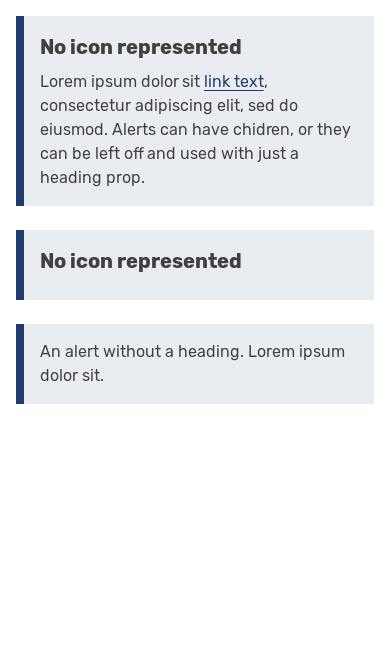 No icon represented
Lorem ipsum dolor sit link text,
consectetur adipiscing elit, sed do
eiusmod. Alerts can have chidren, or they
can be left off and used with just a
heading prop.
No icon represented
An alert without a heading. Lorem ipsum
dolor sit.